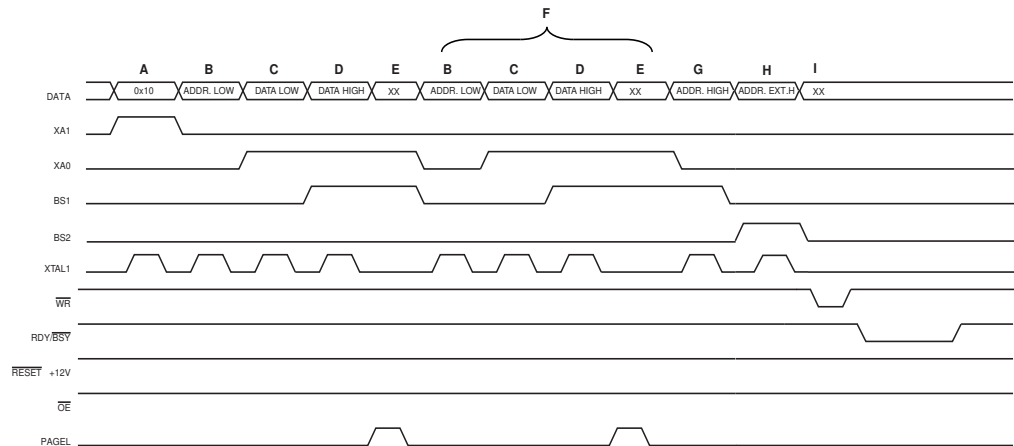 F
A B C D E B C D E G H I
DATA 0x10 ADDR. LOW DATA LOW DATA HIGH XX ADDR. LOW DATA LOW DATA HIGH XX ADDR. HIGH ADDR. EXT.H XX
XA1
XA0
BS1
BS2
XTAL1
WR
RDY/BSY
RESET +12V
OE
PAGEL